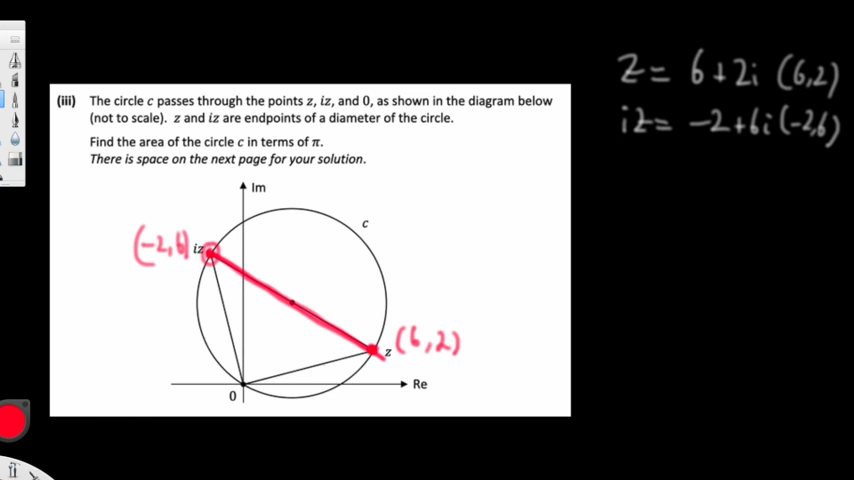 z = 6+2i (6,2)
iz = -2+6i (-2,6)
(iii) The circle c passes through the points z, iz, and 0, as shown in the diagram below
(not to scale). z and iz are endpoints of a diameter of the circle.
Find the area of the circle c in terms of π.
There is space on the next page for your solution.
Im
c
(-2,6) iz
z (6,2)
Re
0